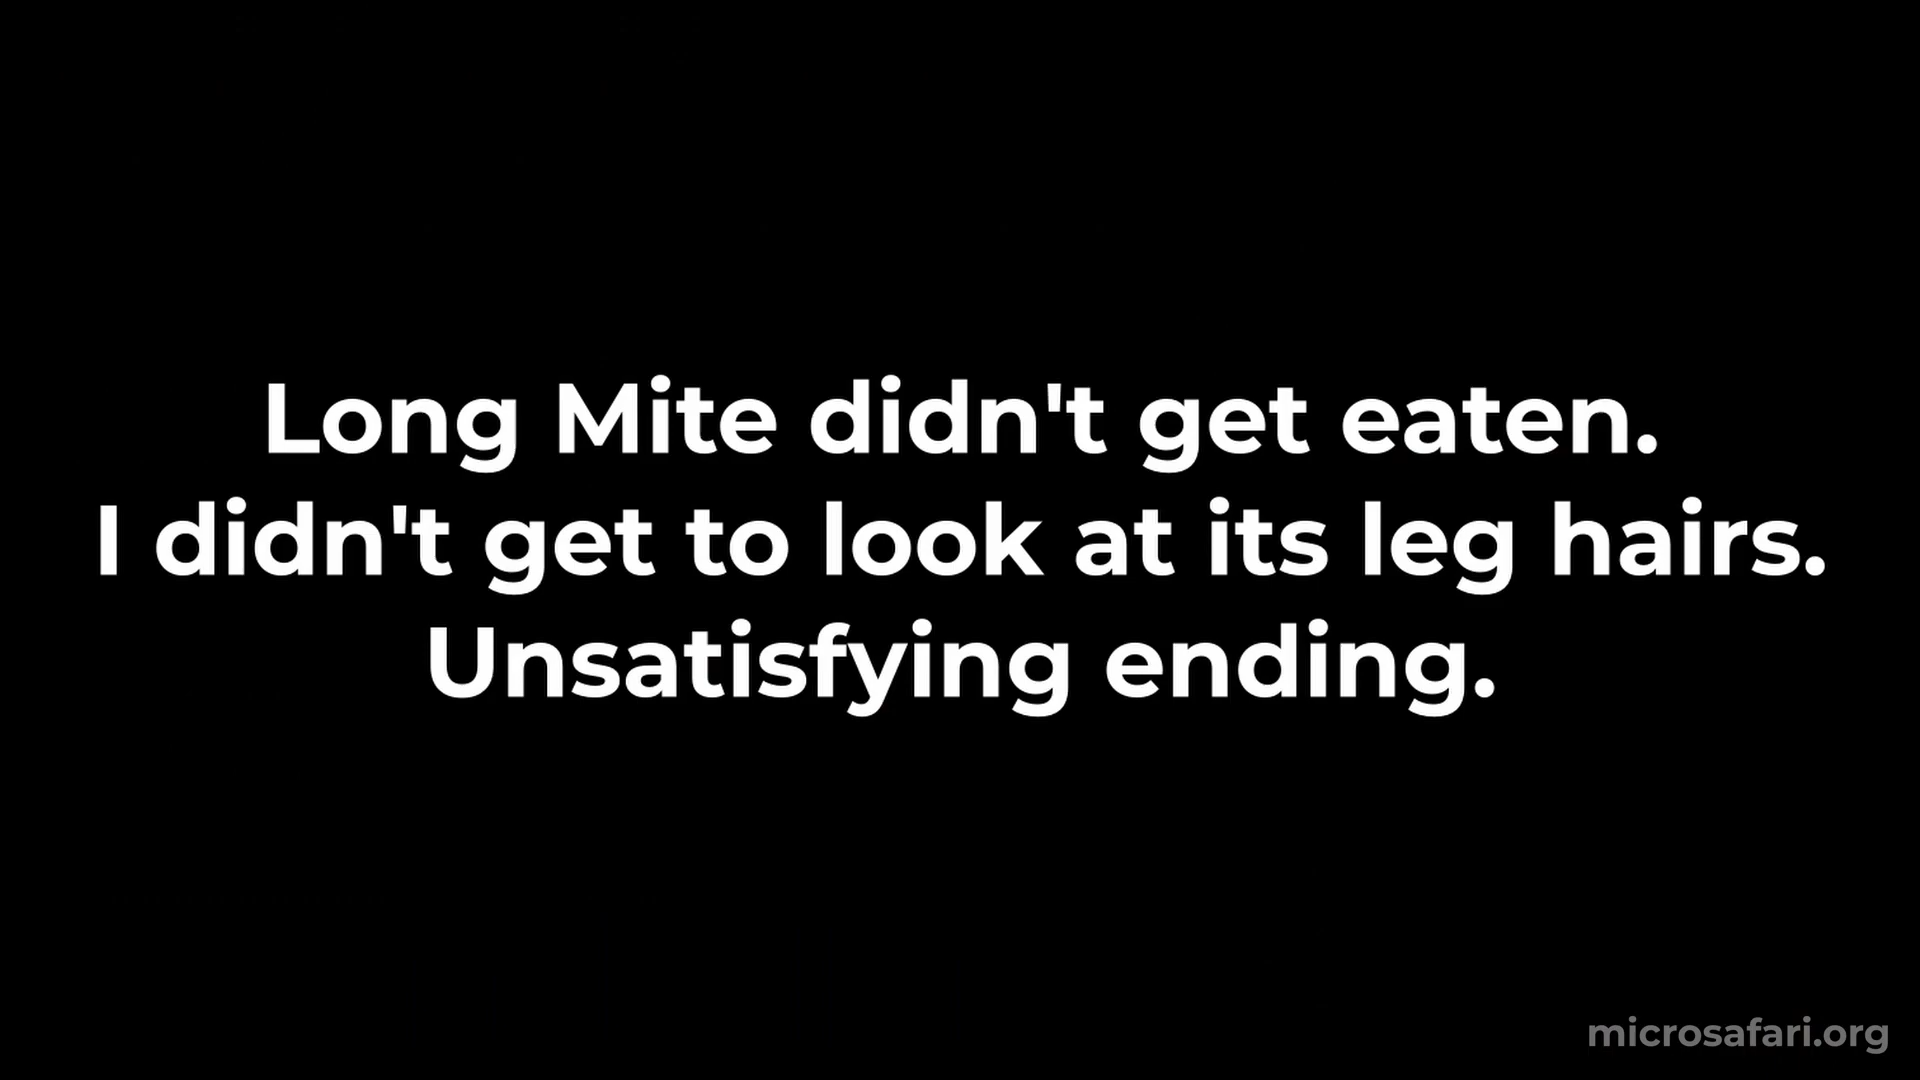 Long Mite didn't get eaten.
I didn't get to look at its leg hairs.
Unsatisfying ending.
microsafari.org